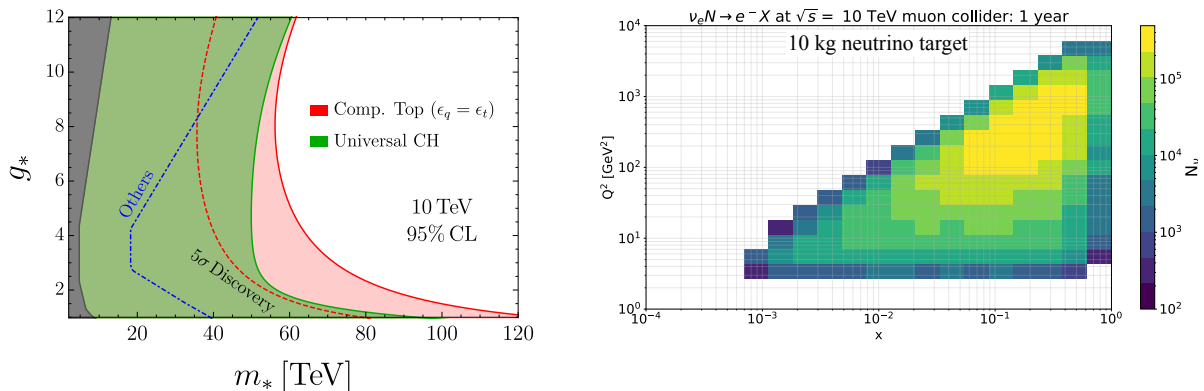 12
10
8
6
4
2
g*
20
40
60
80
100
120
m* [TeV]
Comp. Top (ϵq = ϵt)
Universal CH
Others
5σ Discovery
10 TeV
95% CL
νeN → e⁻X at √s = 10 TeV muon collider: 1 year
10 kg neutrino target
10⁴
10³
10²
10¹
10⁰
Q² [GeV²]
10⁻⁴
10⁻³
10⁻²
10⁻¹
10⁰
x
10⁵
10⁴
10³
10²
Nν